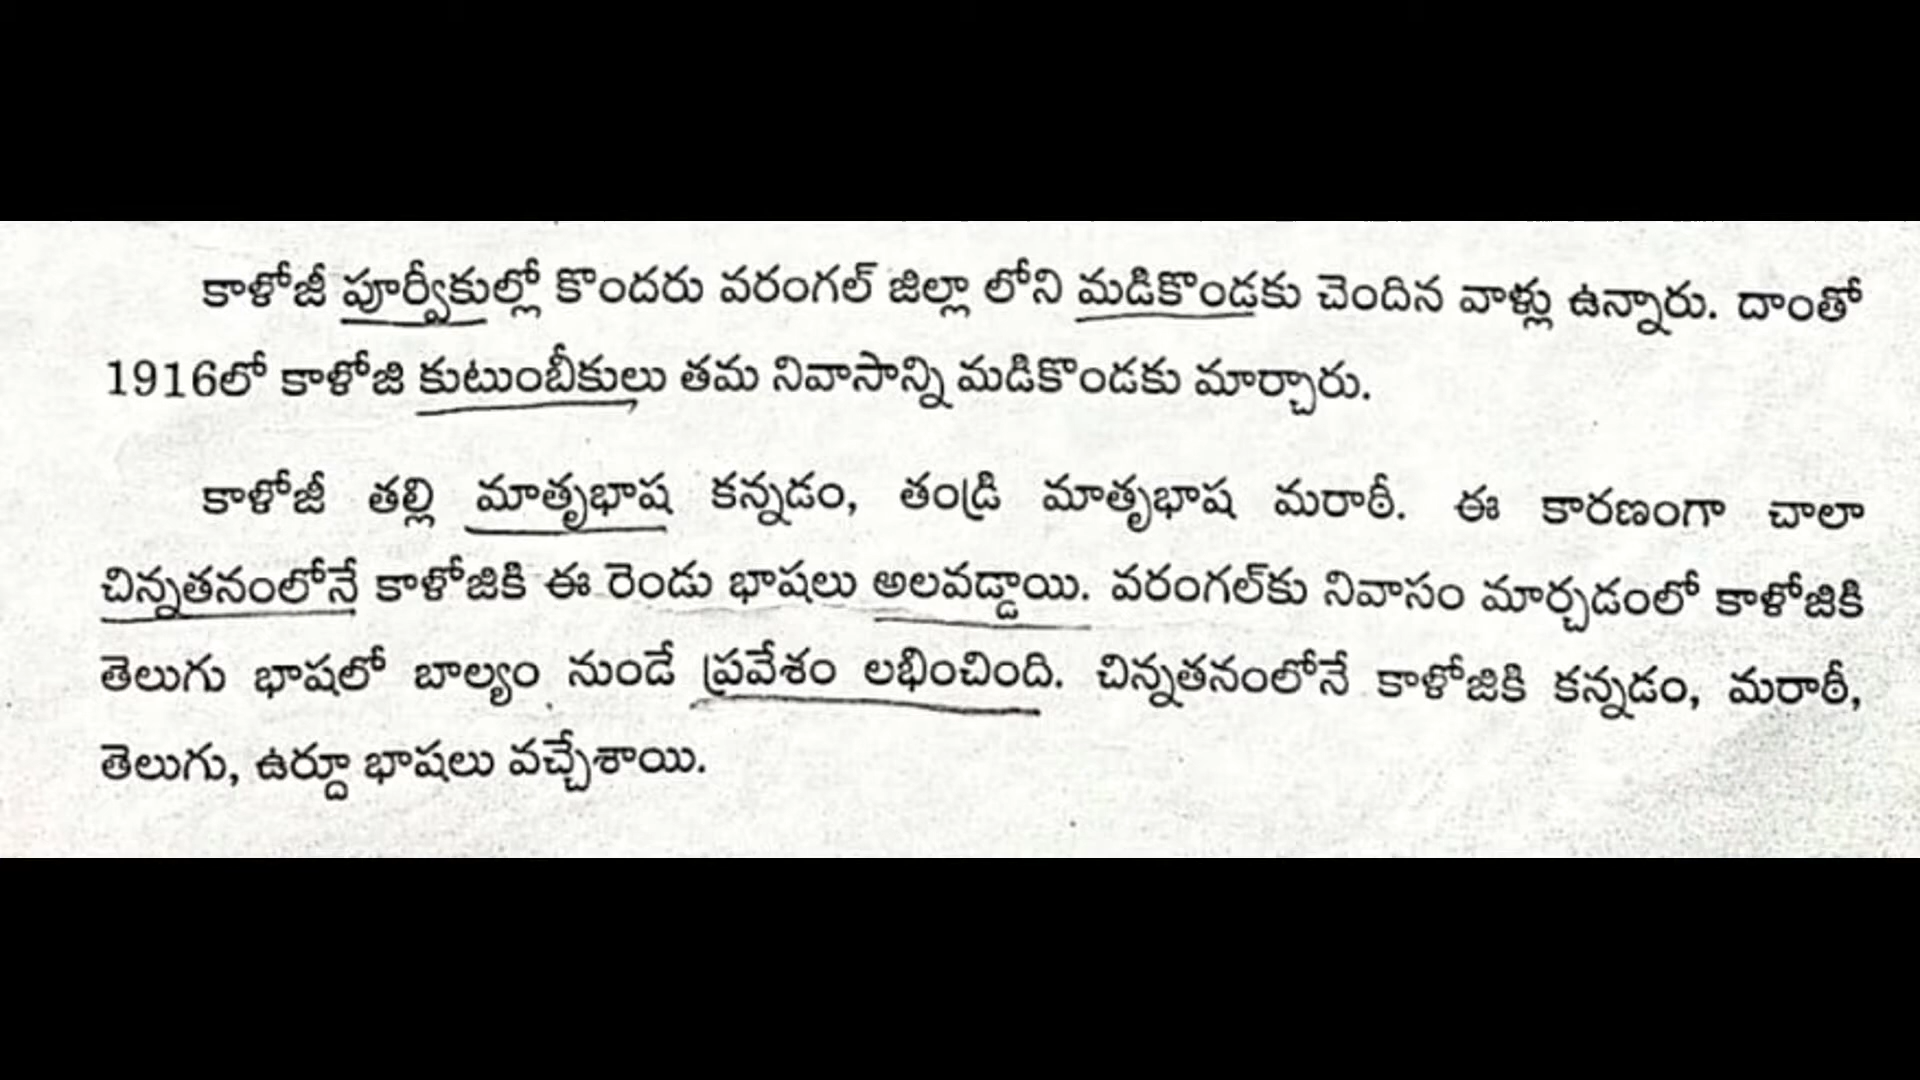 కాళోజీ పూర్వీకుల్లో కొందరు వరంగల్ జిల్లా లోని మడికొండకు చెందిన వాళ్లు ఉన్నారు. దాంతో
1916లో కాళోజి కుటుంబీకులు తమ నివాసాన్ని మడికొండకు మార్చారు.
కాళోజీ తల్లి మాతృభాష కన్నడం, తండ్రి మాతృభాష మరాఠీ. ఈ కారణంగా చాలా
చిన్నతనంలోనే కాళోజికి ఈ రెండు భాషలు అలవడ్డాయి. వరంగల్‌కు నివాసం మార్చడంలో కాళోజికి
తెలుగు భాషలో బాల్యం నుండే ప్రవేశం లభించింది. చిన్నతనంలోనే కాళోజికి కన్నడం, మరాఠీ,
తెలుగు, ఉర్దూ భాషలు వచ్చేశాయి.